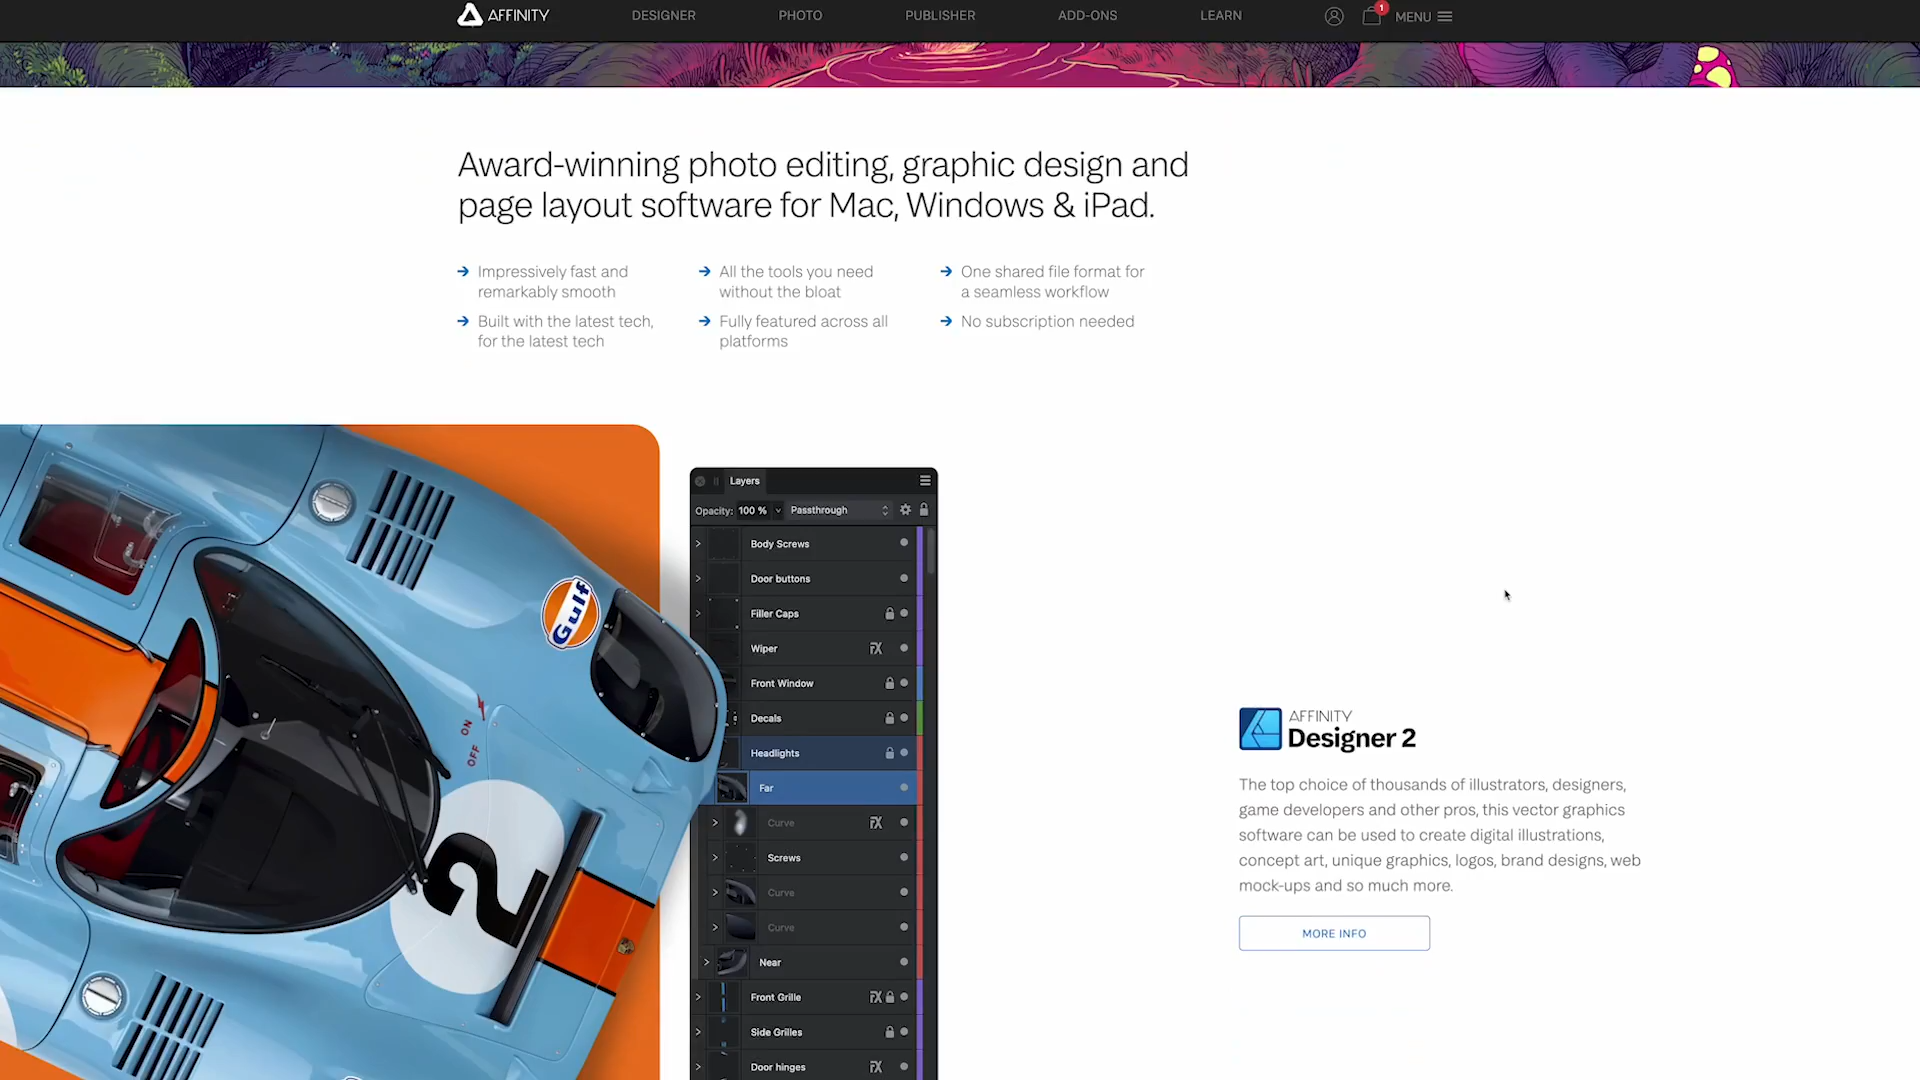 AFFINITY
DESIGNER
PHOTO
PUBLISHER
ADD-ONS
LEARN
1
MENU
Award-winning photo editing, graphic design and
page layout software for Mac, Windows & iPad.
Impressively fast and
remarkably smooth
All the tools you need
without the bloat
One shared file format for
a seamless workflow
Built with the latest tech,
for the latest tech
Fully featured across all
platforms
No subscription needed
Gulf
ON
OFF
2
Layers
Opacity: 100 % Passthrough
Body Screws
Door buttons
Filler Caps
Wiper
Front Window
Decals
Headlights
Far
Curve
Screws
Curve
Curve
Near
Front Grille
Side Grilles
Door hinges
AFFINITY
Designer 2
The top choice of thousands of illustrators, designers,
game developers and other pros, this vector graphics
software can be used to create digital illustrations,
concept art, unique graphics, logos, brand designs, web
mock-ups and so much more.
MORE INFO